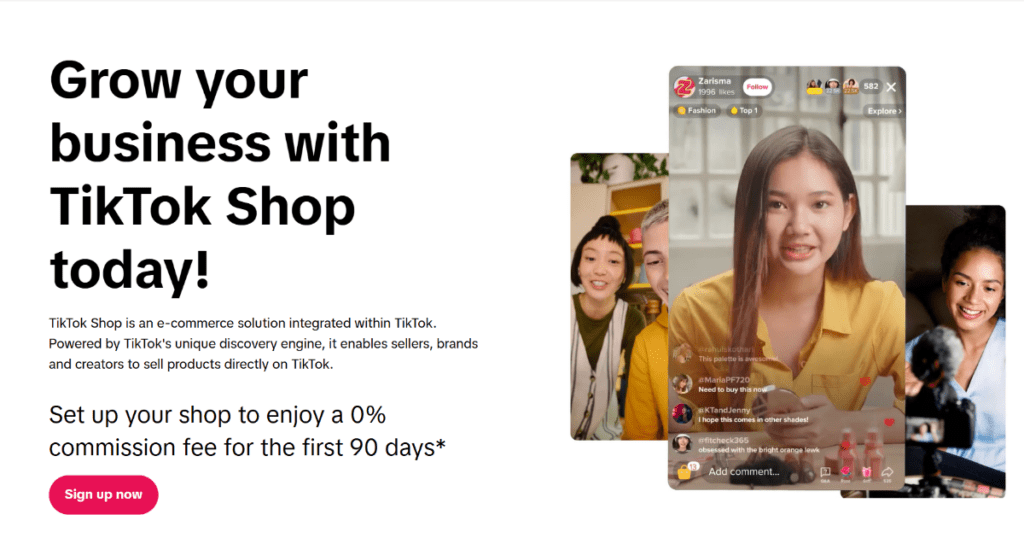 Grow your
business with
TikTok Shop
today!
TikTok Shop is an e-commerce solution integrated within TikTok.
Powered by TikTok's unique discovery engine, it enables sellers, brands
and creators to sell products directly on TikTok.
Set up your shop to enjoy a 0%
commission fee for the first 90 days*
Sign up now
Zarisma
1996 likes
Follow
582
Fashion
Top 1
Explore >
This palette is awesome!
@MariaPF720
Need to buy this now
@KTandJenny
I hope this comes in other shades!
@fitcheck365
obsessed with the bright orange lewk
13
Add comment...